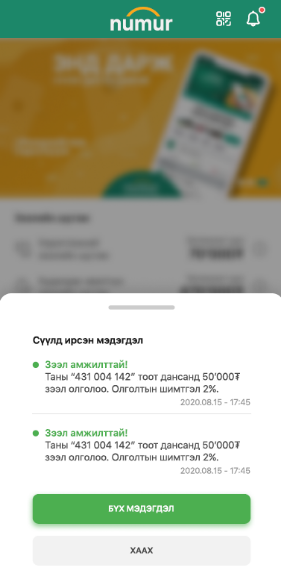 numur
ЭНД ДАРЖ
Сүүлд ирсэн мэдэгдэл
Зээл амжилттай!
Таны “431 004 142” тоот дансанд 50’000₮
зээл олголоо. Олголтын шимтгэл 2%.
2020.08.15 - 17:45
Зээл амжилттай!
Таны “431 004 142” тоот дансанд 50’000₮
зээл олголоо. Олголтын шимтгэл 2%.
2020.08.15 - 17:45
БҮХ МЭДЭГДЭЛ
ХААХ